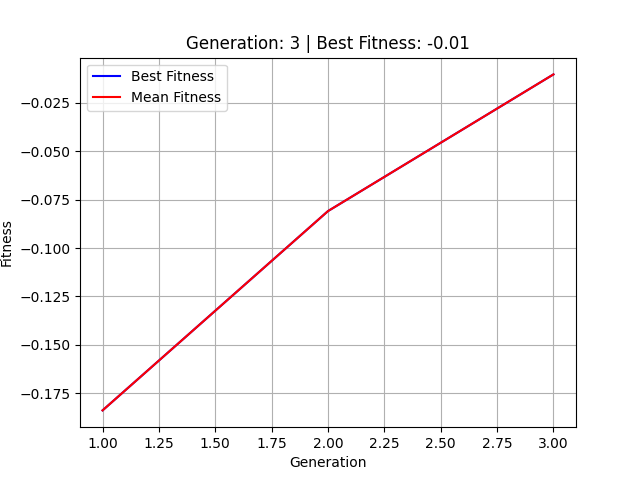 Generation: 3 | Best Fitness: -0.01
Best Fitness
Mean Fitness
Fitness
−0.025
−0.050
−0.075
−0.100
−0.125
−0.150
−0.175
1.00 1.25 1.50 1.75 2.00 2.25 2.50 2.75 3.00
Generation